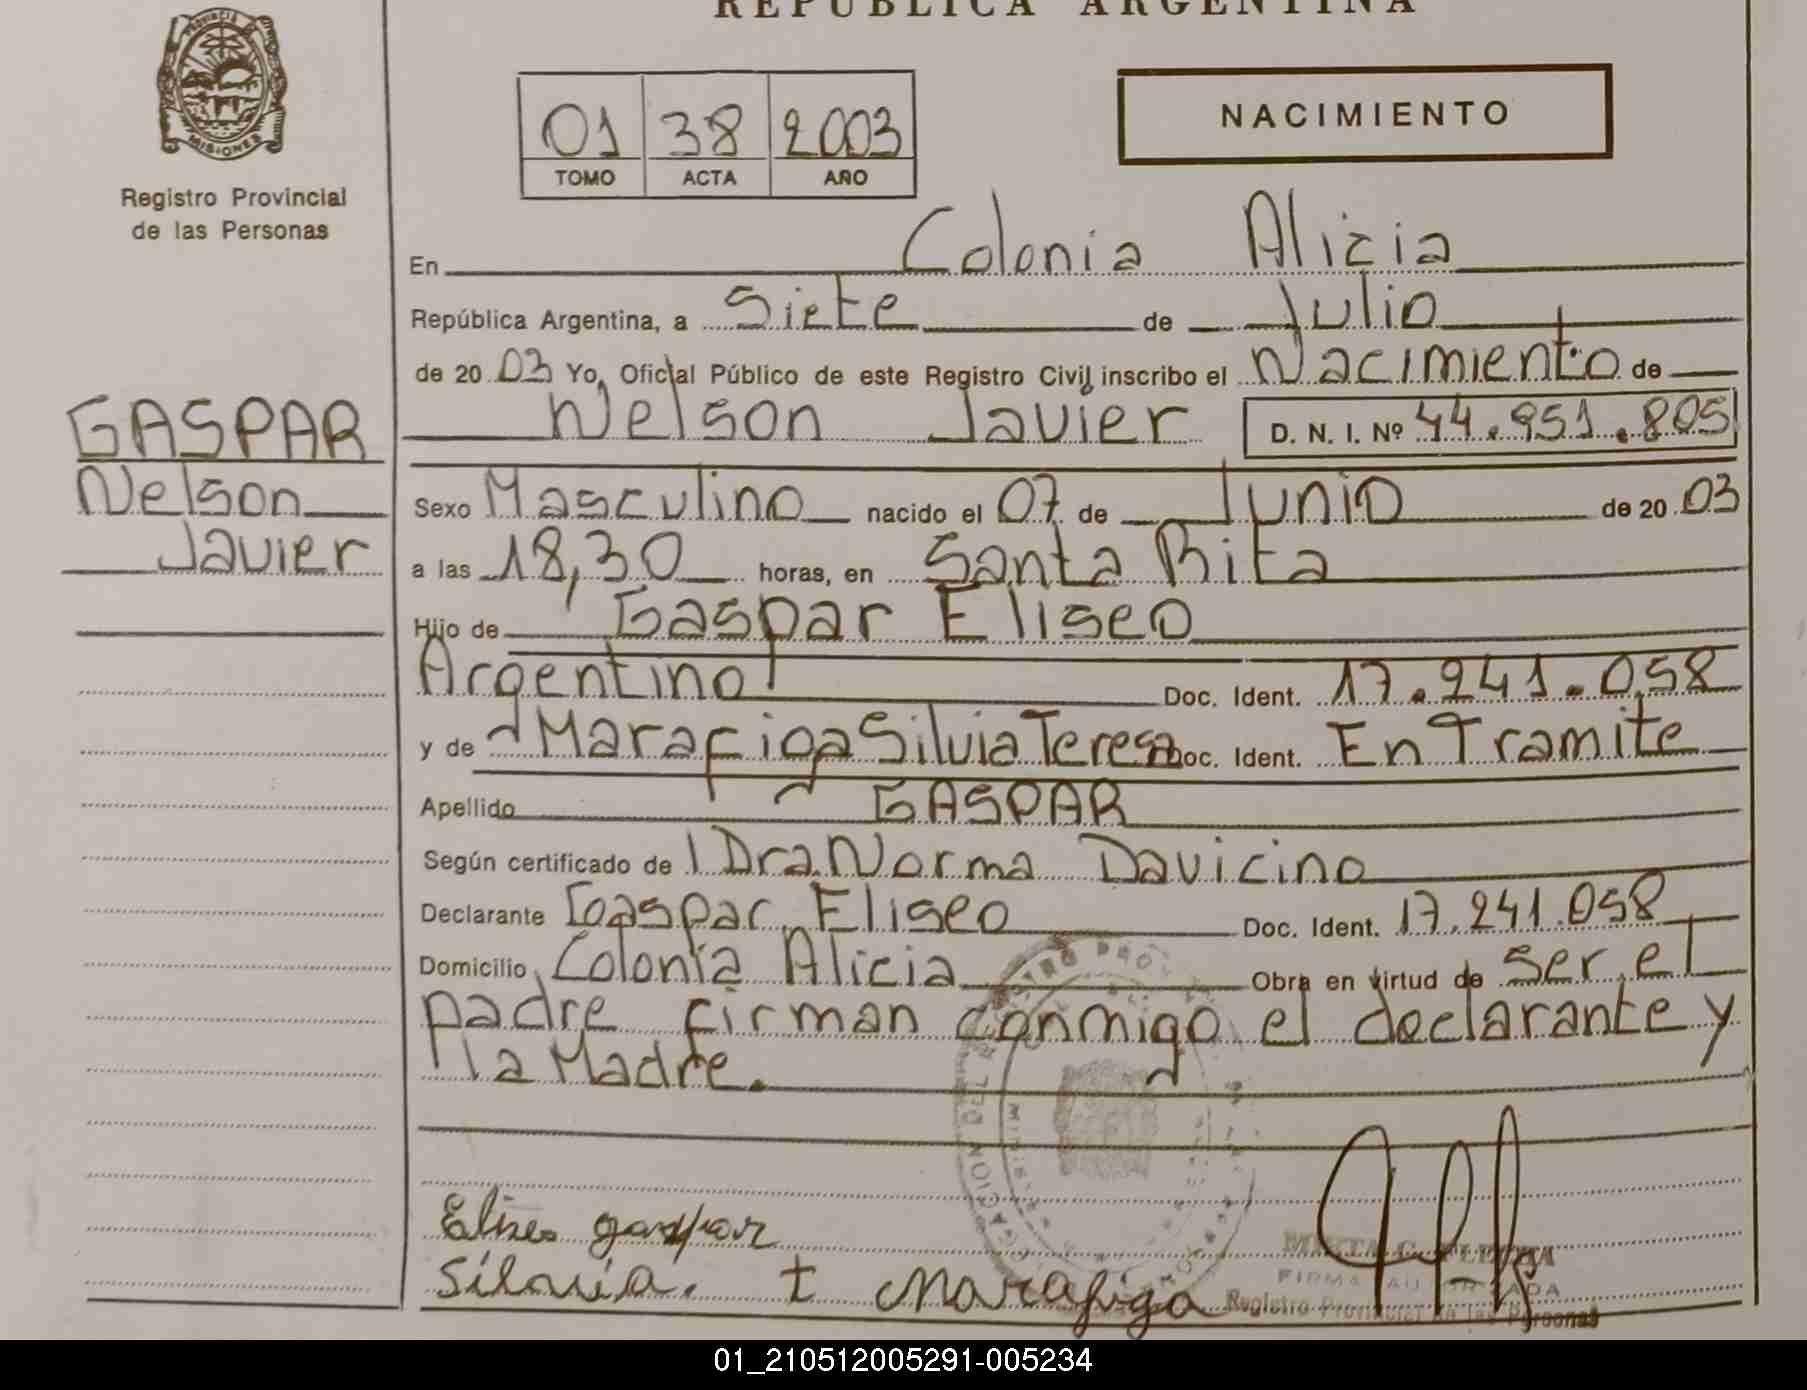 REPUBLICA ARGENTINA
MISIONES
Registro Provincial
de las Personas
01 38 2003
TOMO ACTA AÑO
NACIMIENTO
En Colonia Alicia
República Argentina, a Siete de Julio
de 20 03 Yo, Oficial Público de este Registro Civil inscribo el Nacimiento de
Nelson Javier D. N. I. Nº 44.951.805
GASPAR
Nelson
Javier
Sexo Masculino nacido el 07 de Junio de 20 03
a las 18,30 horas, en Santa Rita
Hijo de Gaspar Eliseo
Argentino Doc. Ident. 17.241.058
y de Marafiga Silvia Teresa Doc. Ident. En Tramite
Apellido GASPAR
Según certificado de Dra. Norma Davicino
Declarante Gaspar Eliseo Doc. Ident. 17.241.058
Domicilio Colonia Alicia Obra en virtud de ser el
padre firman conmigo el declarante y
la Madre.
Eliseo gaspar
Silvia. t Marafiga
FIRMA AUTORIZADA
Registro Provincial de las Personas
01_210512005291-005234